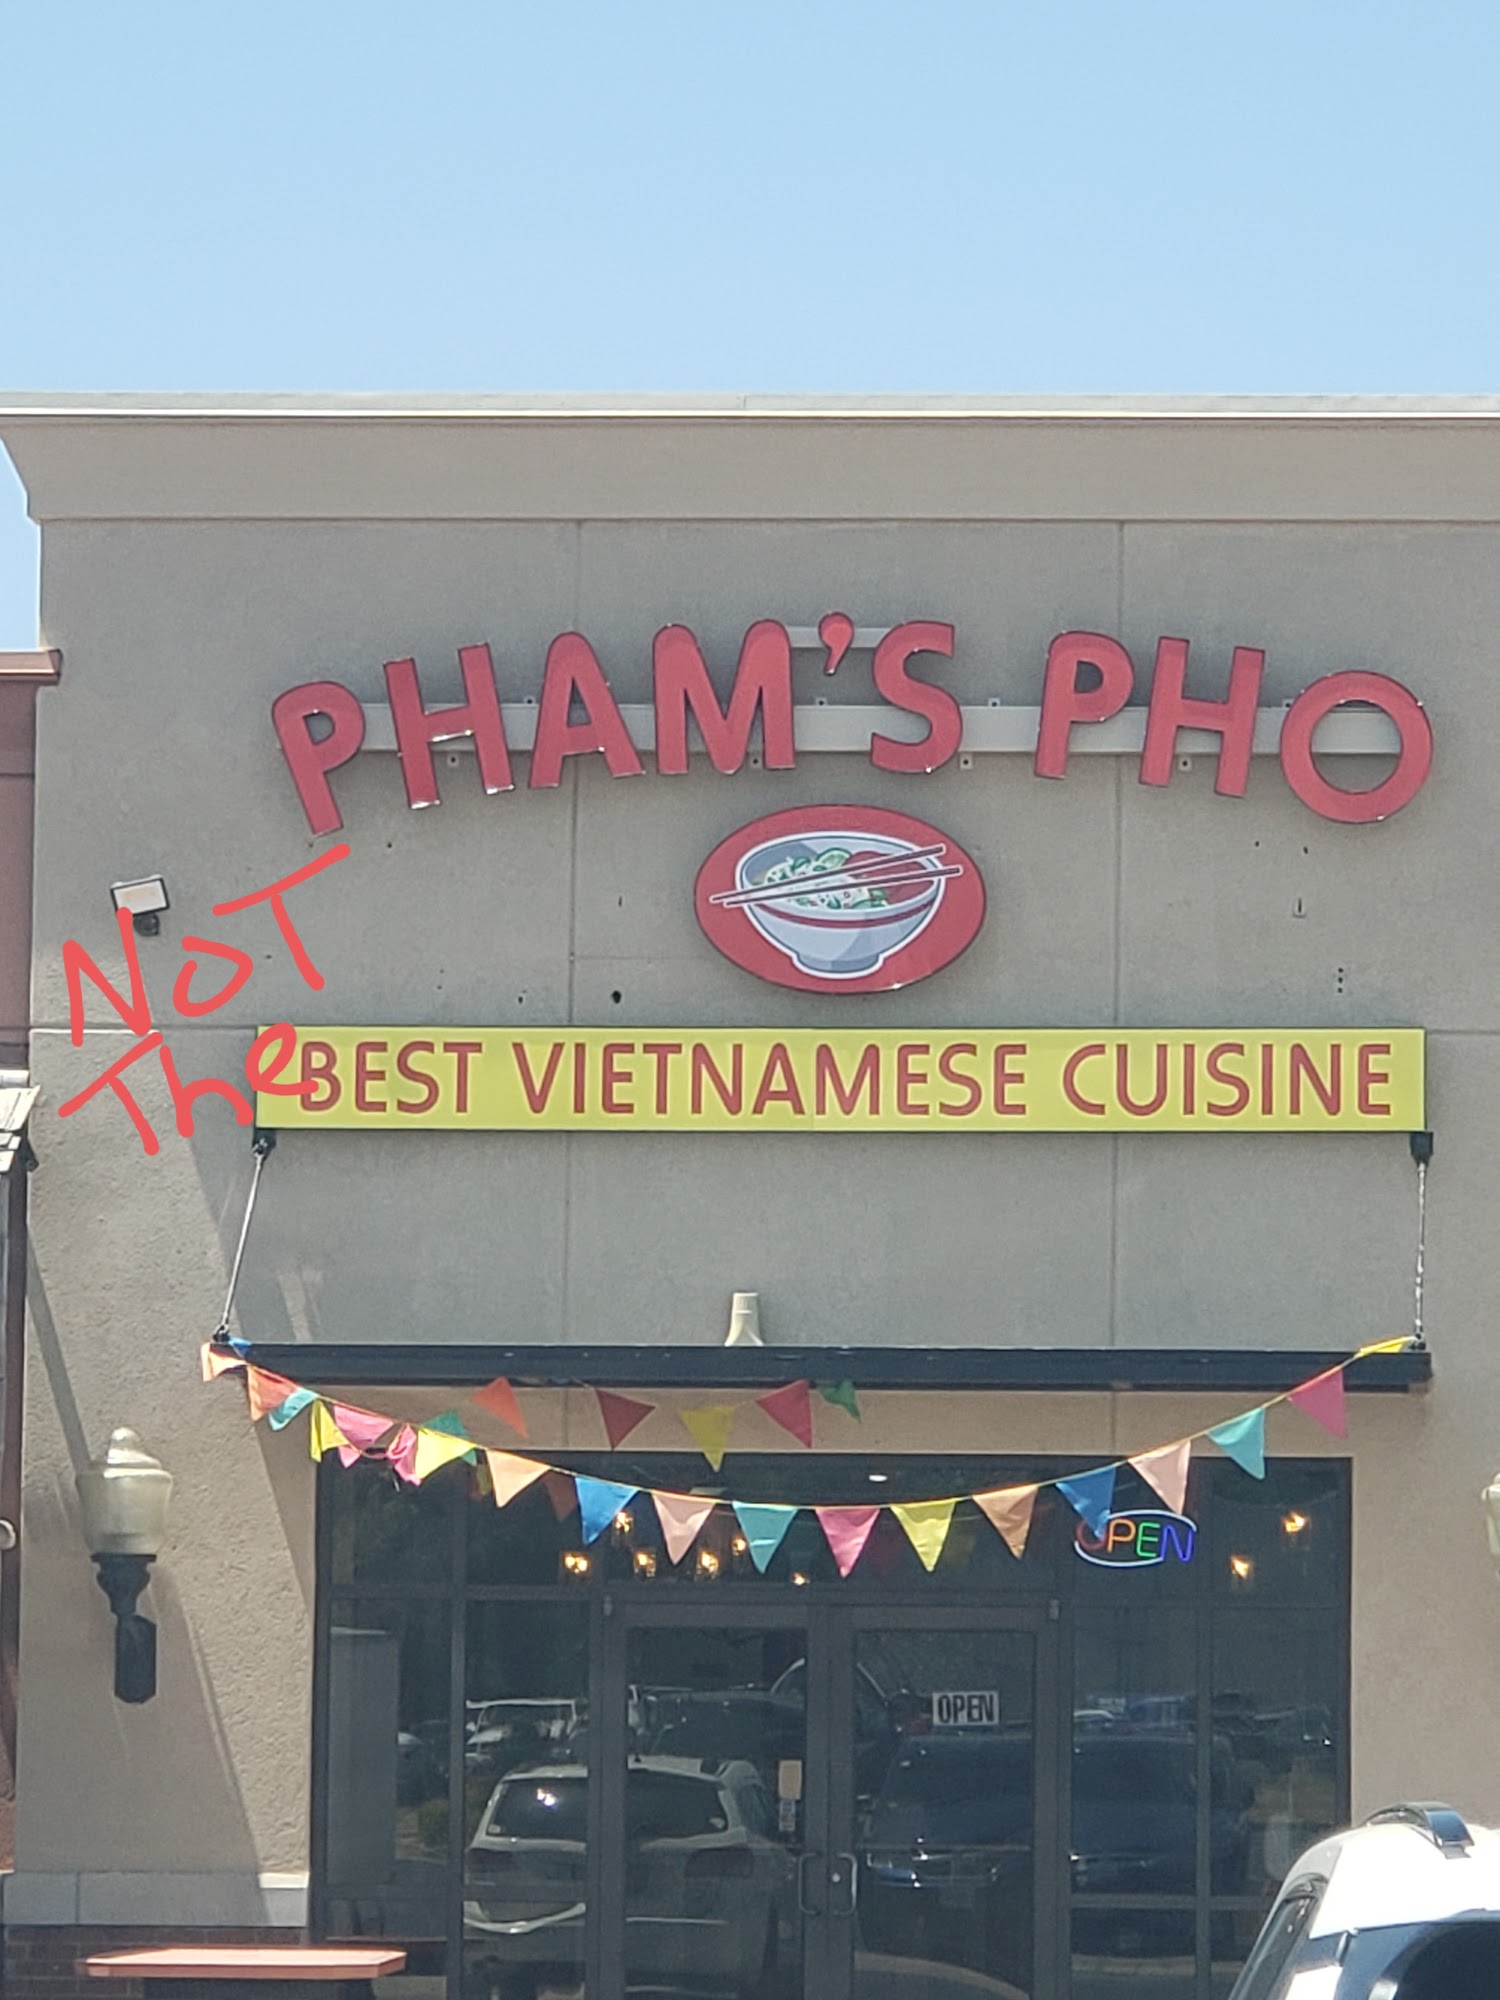 PHAM'S PHO
NOT
The
BEST VIETNAMESE CUISINE
OPEN
OPEN